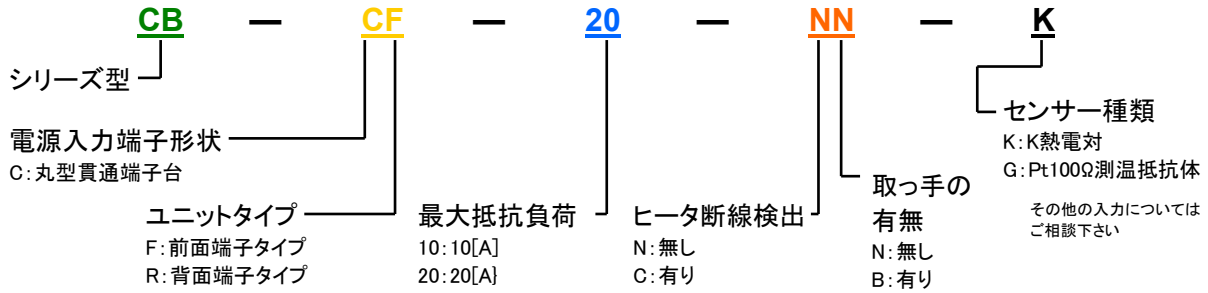 CB － CF － 20 － NN － K
シリーズ型
電源入力端子形状
C：丸型貫通端子台
ユニットタイプ
F：前面端子タイプ
R：背面端子タイプ
最大抵抗負荷
10：10[A]
20：20[A}
ヒータ断線検出
N：無し
C：有り
取っ手の
有無
N：無し
B：有り
センサー種類
K：K熱電対
G：Pt100Ω測温抵抗体
その他の入力については
ご相談下さい